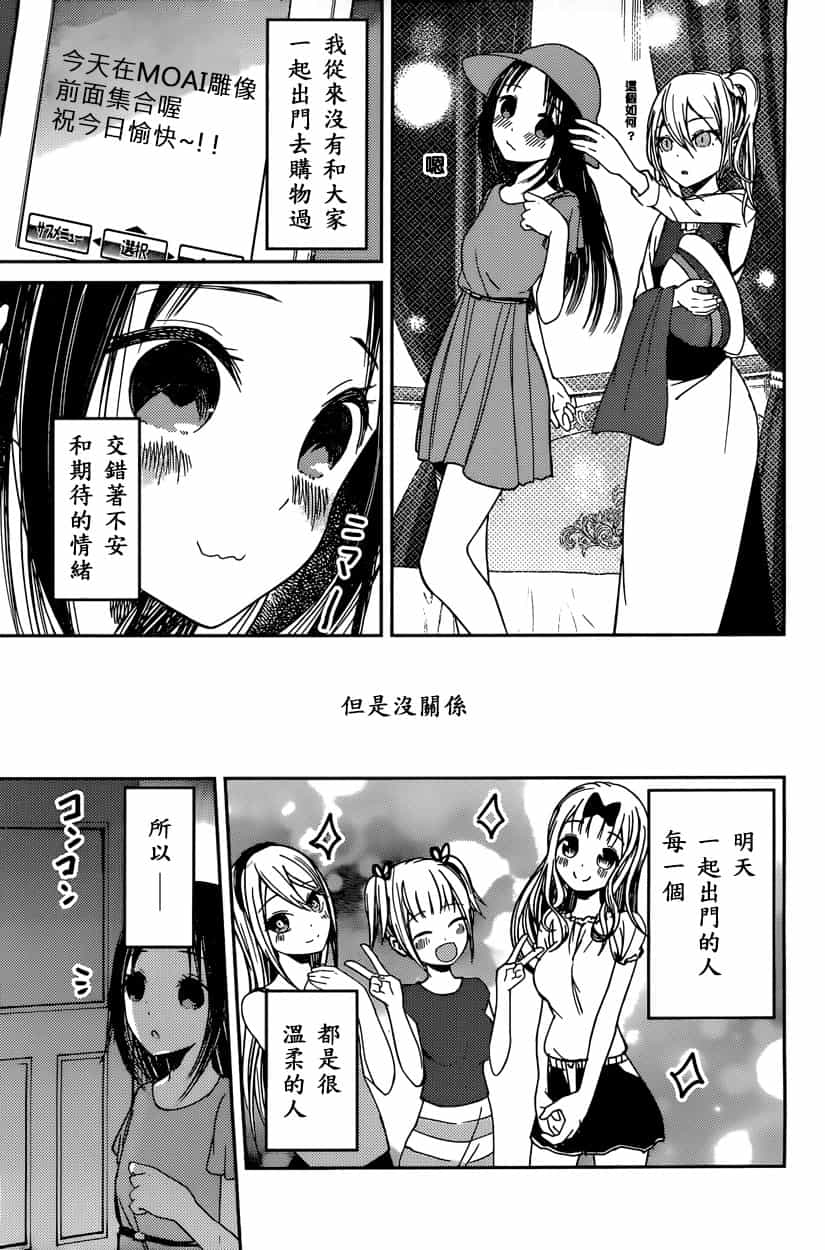 這個如何？
嗯
我從來沒有和大家
一起出門去購物過
今天在MOAI雕像
前面集合喔
祝今日愉快~!!
サブメニュー
選択
交錯著不安
和期待的情緒
ニマー
但是沒關係
明天
一起出門的人
每一個
都是很
溫柔的人
所以——
コンコン